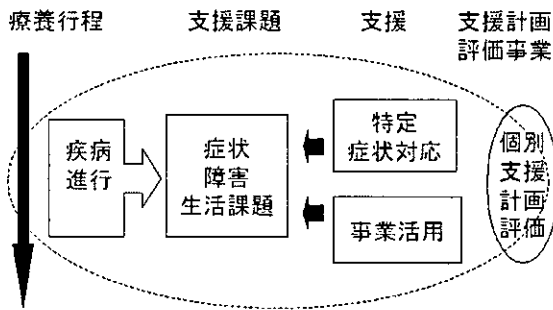 療養行程 支援課題 支援 支援計画
評価事業
疾病
進行
症状
障害
生活課題
特定
症状対応
事業活用
個別
支援
計画
評価